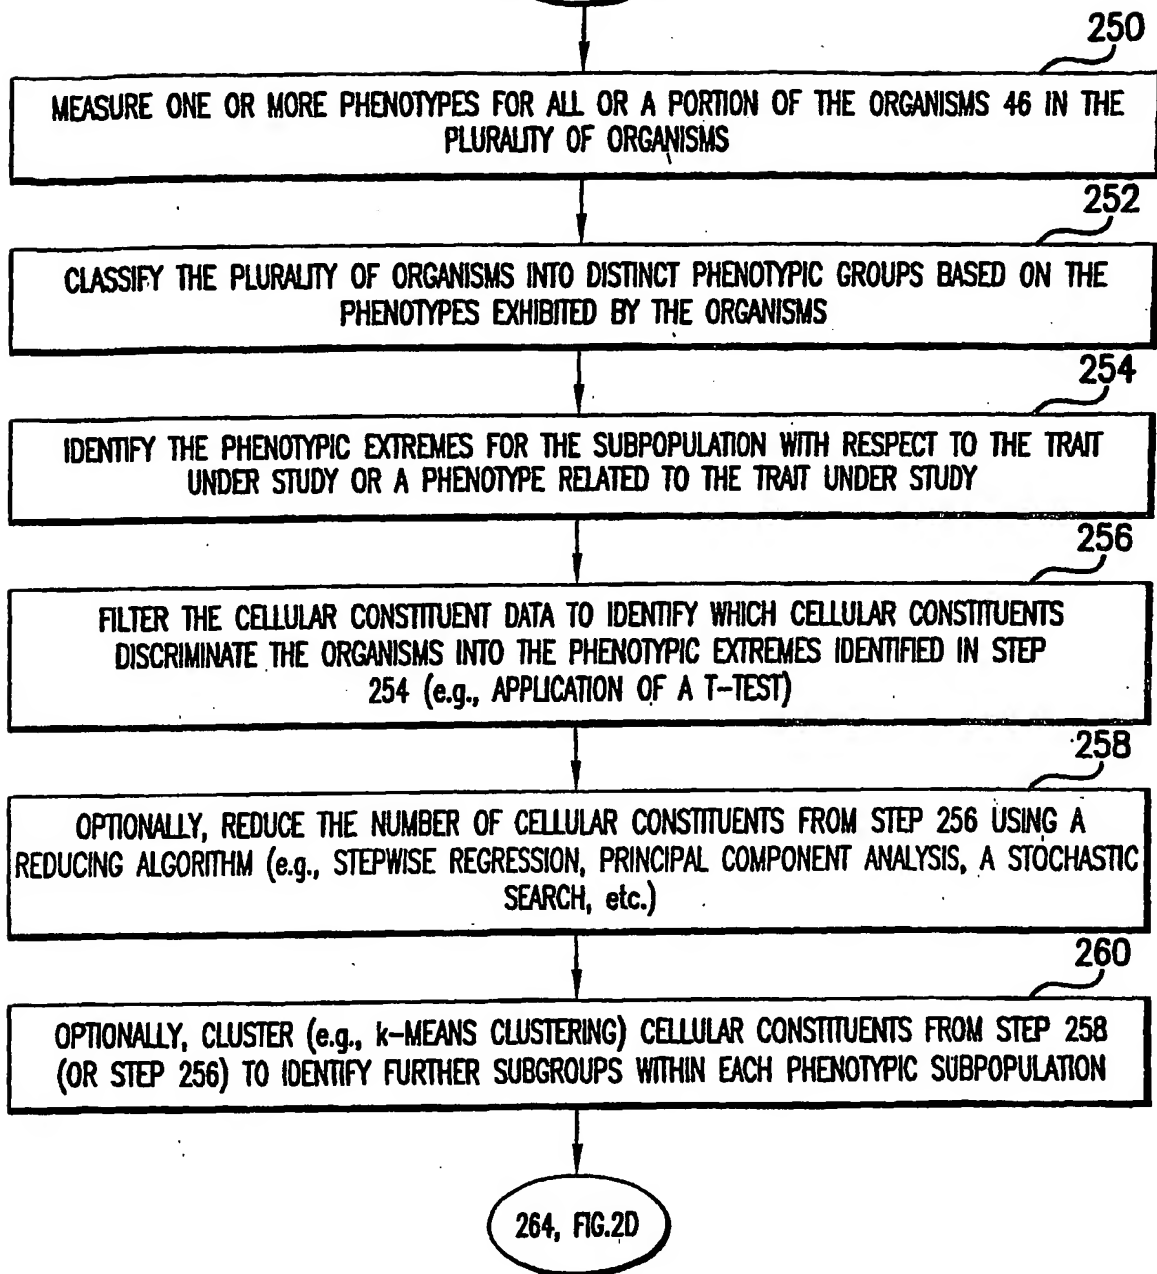 250
MEASURE ONE OR MORE PHENOTYPES FOR ALL OR A PORTION OF THE ORGANISMS 46 IN THE
PLURALITY OF ORGANISMS
252
CLASSIFY THE PLURALITY OF ORGANISMS INTO DISTINCT PHENOTYPIC GROUPS BASED ON THE
PHENOTYPES EXHIBITED BY THE ORGANISMS
254
IDENTIFY THE PHENOTYPIC EXTREMES FOR THE SUBPOPULATION WITH RESPECT TO THE TRAIT
UNDER STUDY OR A PHENOTYPE RELATED TO THE TRAIT UNDER STUDY
256
FILTER THE CELLULAR CONSTITUENT DATA TO IDENTIFY WHICH CELLULAR CONSTITUENTS
DISCRIMINATE THE ORGANISMS INTO THE PHENOTYPIC EXTREMES IDENTIFIED IN STEP
254 (e.g., APPLICATION OF A T-TEST)
258
OPTIONALLY, REDUCE THE NUMBER OF CELLULAR CONSTITUENTS FROM STEP 256 USING A
REDUCING ALGORITHM (e.g., STEPWISE REGRESSION, PRINCIPAL COMPONENT ANALYSIS, A STOCHASTIC
SEARCH, etc.)
260
OPTIONALLY, CLUSTER (e.g., k-MEANS CLUSTERING) CELLULAR CONSTITUENTS FROM STEP 258
(OR STEP 256) TO IDENTIFY FURTHER SUBGROUPS WITHIN EACH PHENOTYPIC SUBPOPULATION
264, FIG.2D